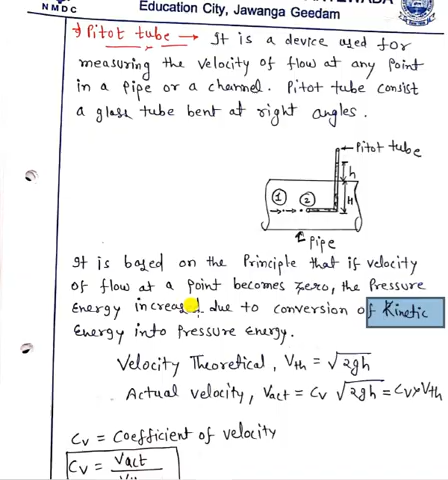 NMDC
Education City, Jawanga Geedam
Pitot tube → It is a device used for
measuring the velocity of flow at any point
in a pipe or a channel. Pitot tube consist
a glass tube bent at right angles.
←Pitot tube
h
① ② H
Pipe
It is based on the Principle that if velocity
of flow at a point becomes zero, the Pressure
Energy increased due to conversion of Kinetic
Energy into Pressure Energy.
Velocity Theoretical, Vth = √2gh
Actual velocity, Vact = Cv √2gh = Cv×Vth
Cv = Coefficient of velocity
Cv = Vact